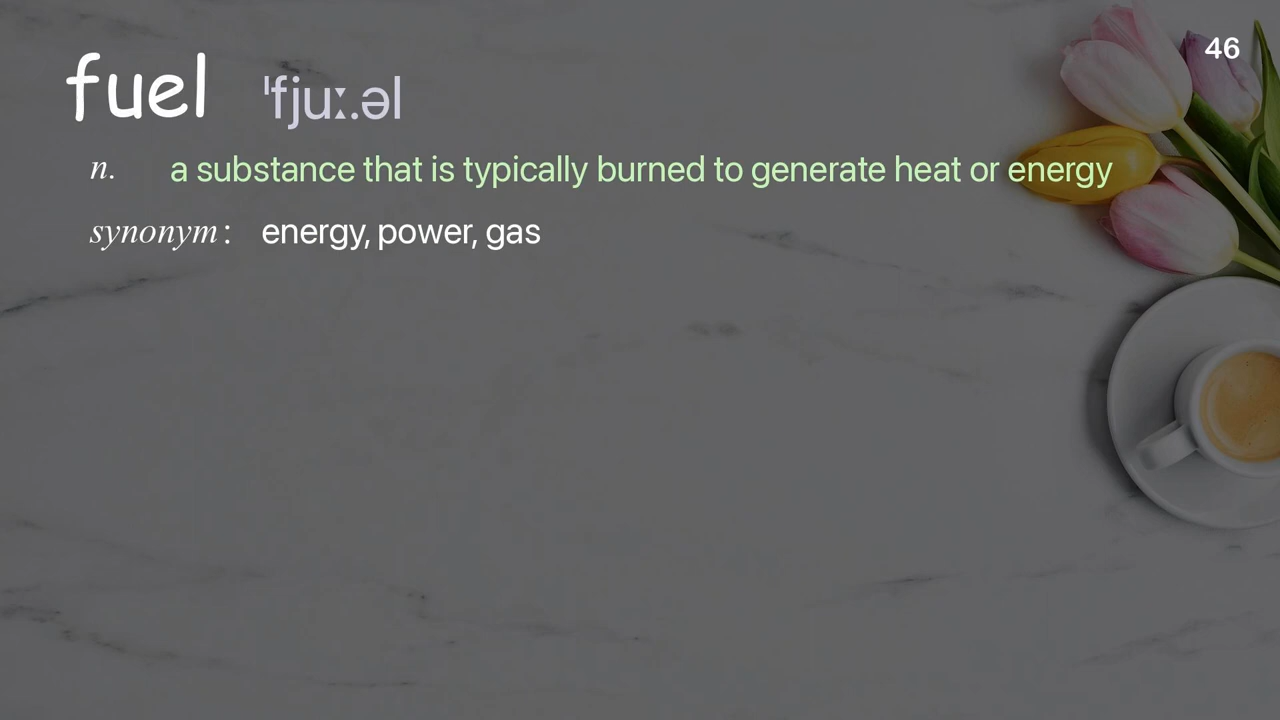 46
fuel ˈfjuː.əl
n. a substance that is typically burned to generate heat or energy
synonym: energy, power, gas